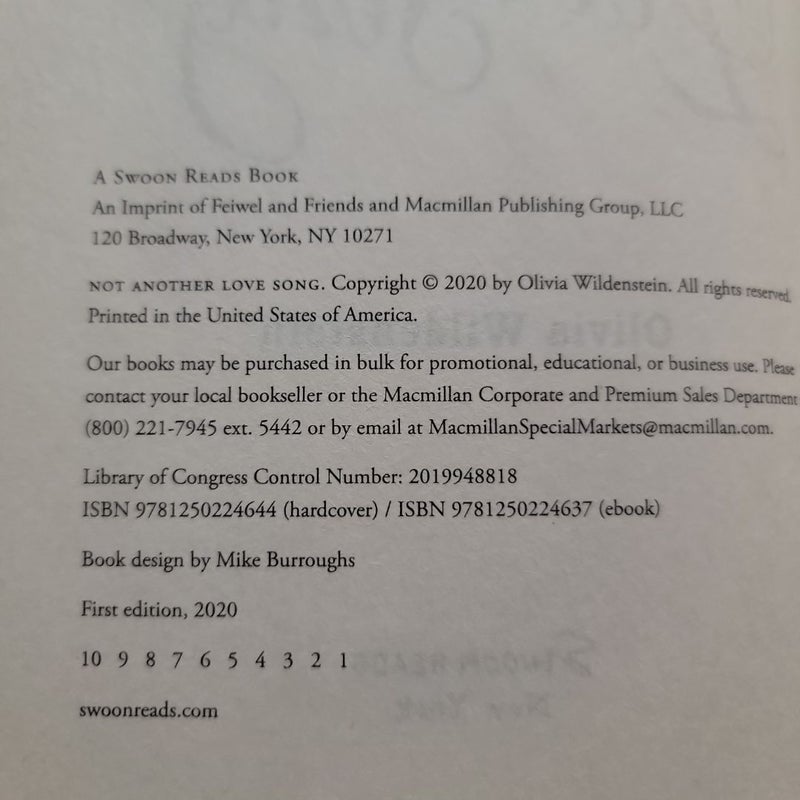 A Swoon Reads Book
An Imprint of Feiwel and Friends and Macmillan Publishing Group, LLC
120 Broadway, New York, NY 10271
NOT ANOTHER LOVE SONG. Copyright © 2020 by Olivia Wildenstein. All rights reserved.
Printed in the United States of America.
Our books may be purchased in bulk for promotional, educational, or business use. Please
contact your local bookseller or the Macmillan Corporate and Premium Sales Department
(800) 221-7945 ext. 5442 or by email at MacmillanSpecialMarkets@macmillan.com.
Library of Congress Control Number: 2019948818
ISBN 9781250224644 (hardcover) / ISBN 9781250224637 (ebook)
Book design by Mike Burroughs
First edition, 2020
10 9 8 7 6 5 4 3 2 1
swoonreads.com